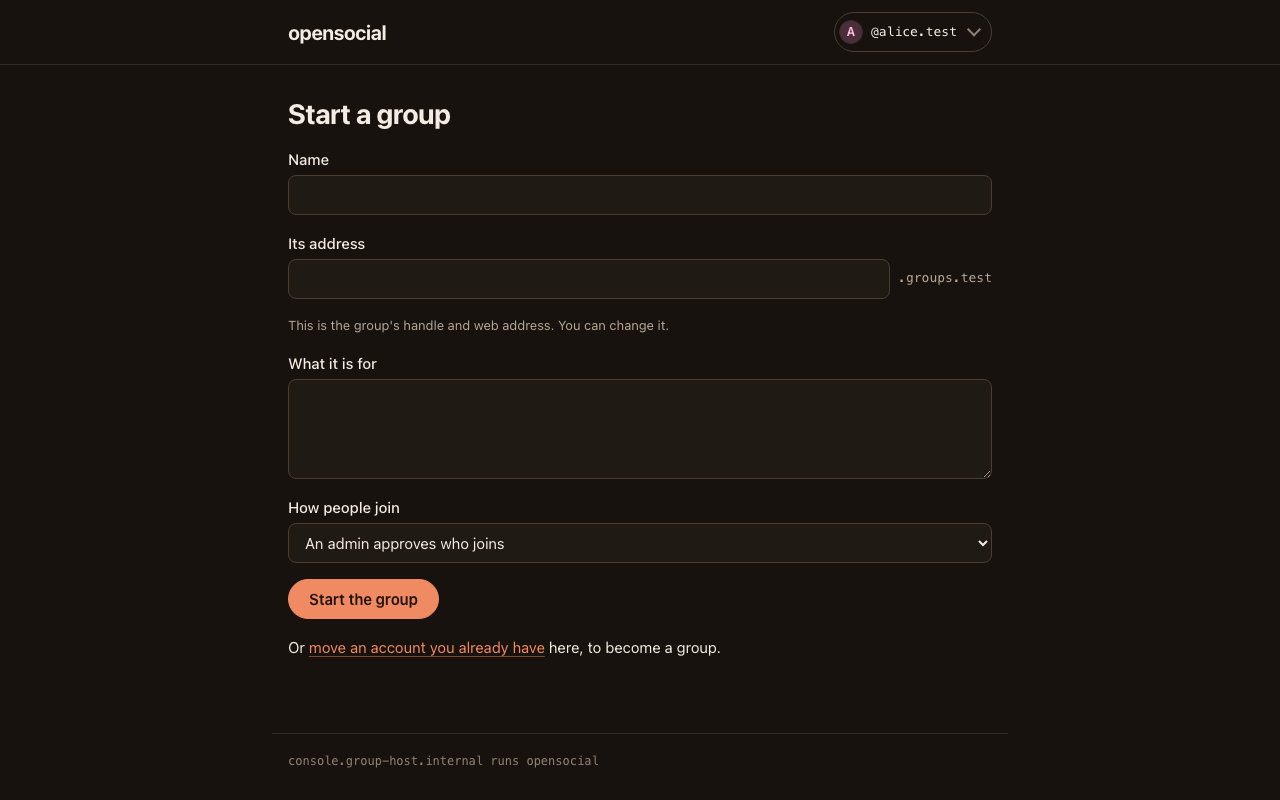 opensocial
A @alice.test
Start a group
Name
Its address
.groups.test
This is the group's handle and web address. You can change it.
What it is for
How people join
An admin approves who joins
Start the group
Or move an account you already have here, to become a group.
console.group-host.internal runs opensocial